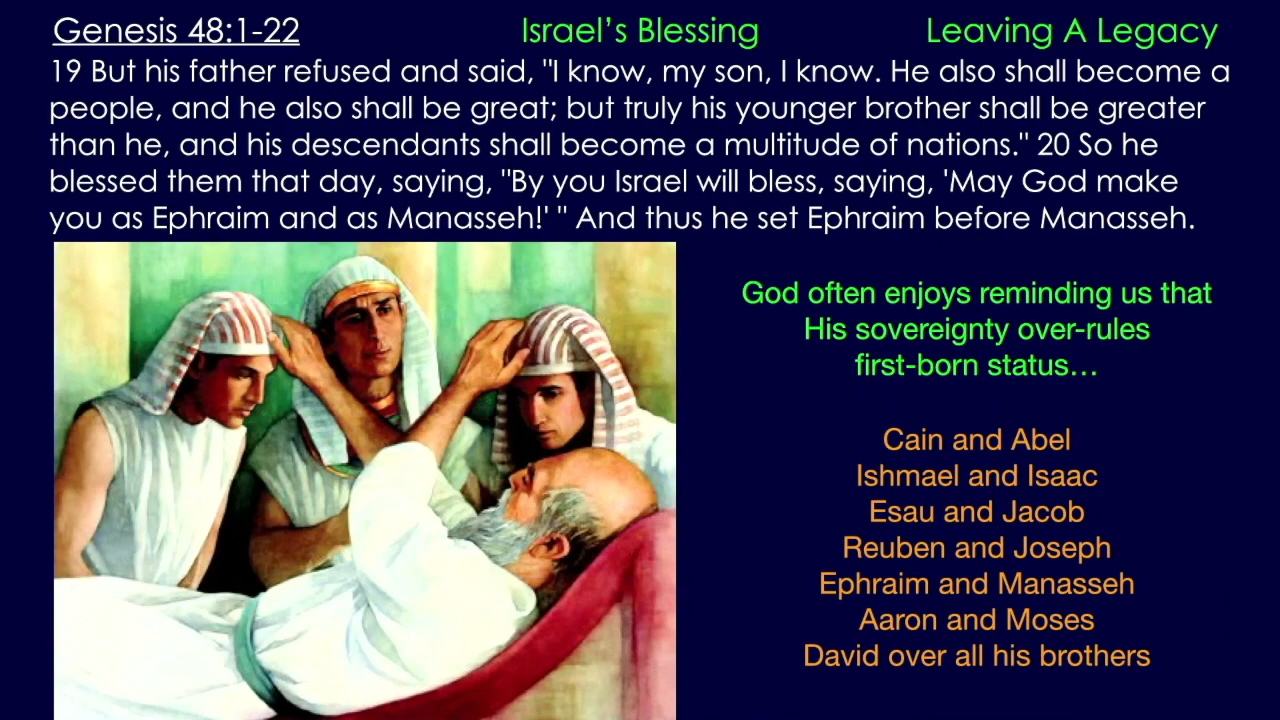 Genesis 48:1-22 Israel’s Blessing Leaving A Legacy
19 But his father refused and said, "I know, my son, I know. He also shall become a
people, and he also shall be great; but truly his younger brother shall be greater
than he, and his descendants shall become a multitude of nations." 20 So he
blessed them that day, saying, "By you Israel will bless, saying, 'May God make
you as Ephraim and as Manasseh!' " And thus he set Ephraim before Manasseh.
God often enjoys reminding us that
His sovereignty over-rules
first-born status…
Cain and Abel
Ishmael and Isaac
Esau and Jacob
Reuben and Joseph
Ephraim and Manasseh
Aaron and Moses
David over all his brothers